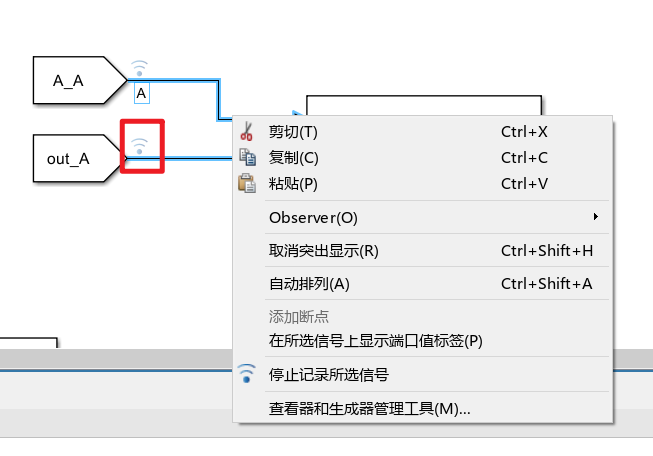 A_A
A
out_A
剪切(T) Ctrl+X
复制(C) Ctrl+C
粘贴(P) Ctrl+V
Observer(O)
取消突出显示(R) Ctrl+Shift+H
自动排列(A) Ctrl+Shift+A
添加断点
在所选信号上显示端口值标签(P)
停止记录所选信号
查看器和生成器管理工具(M)...